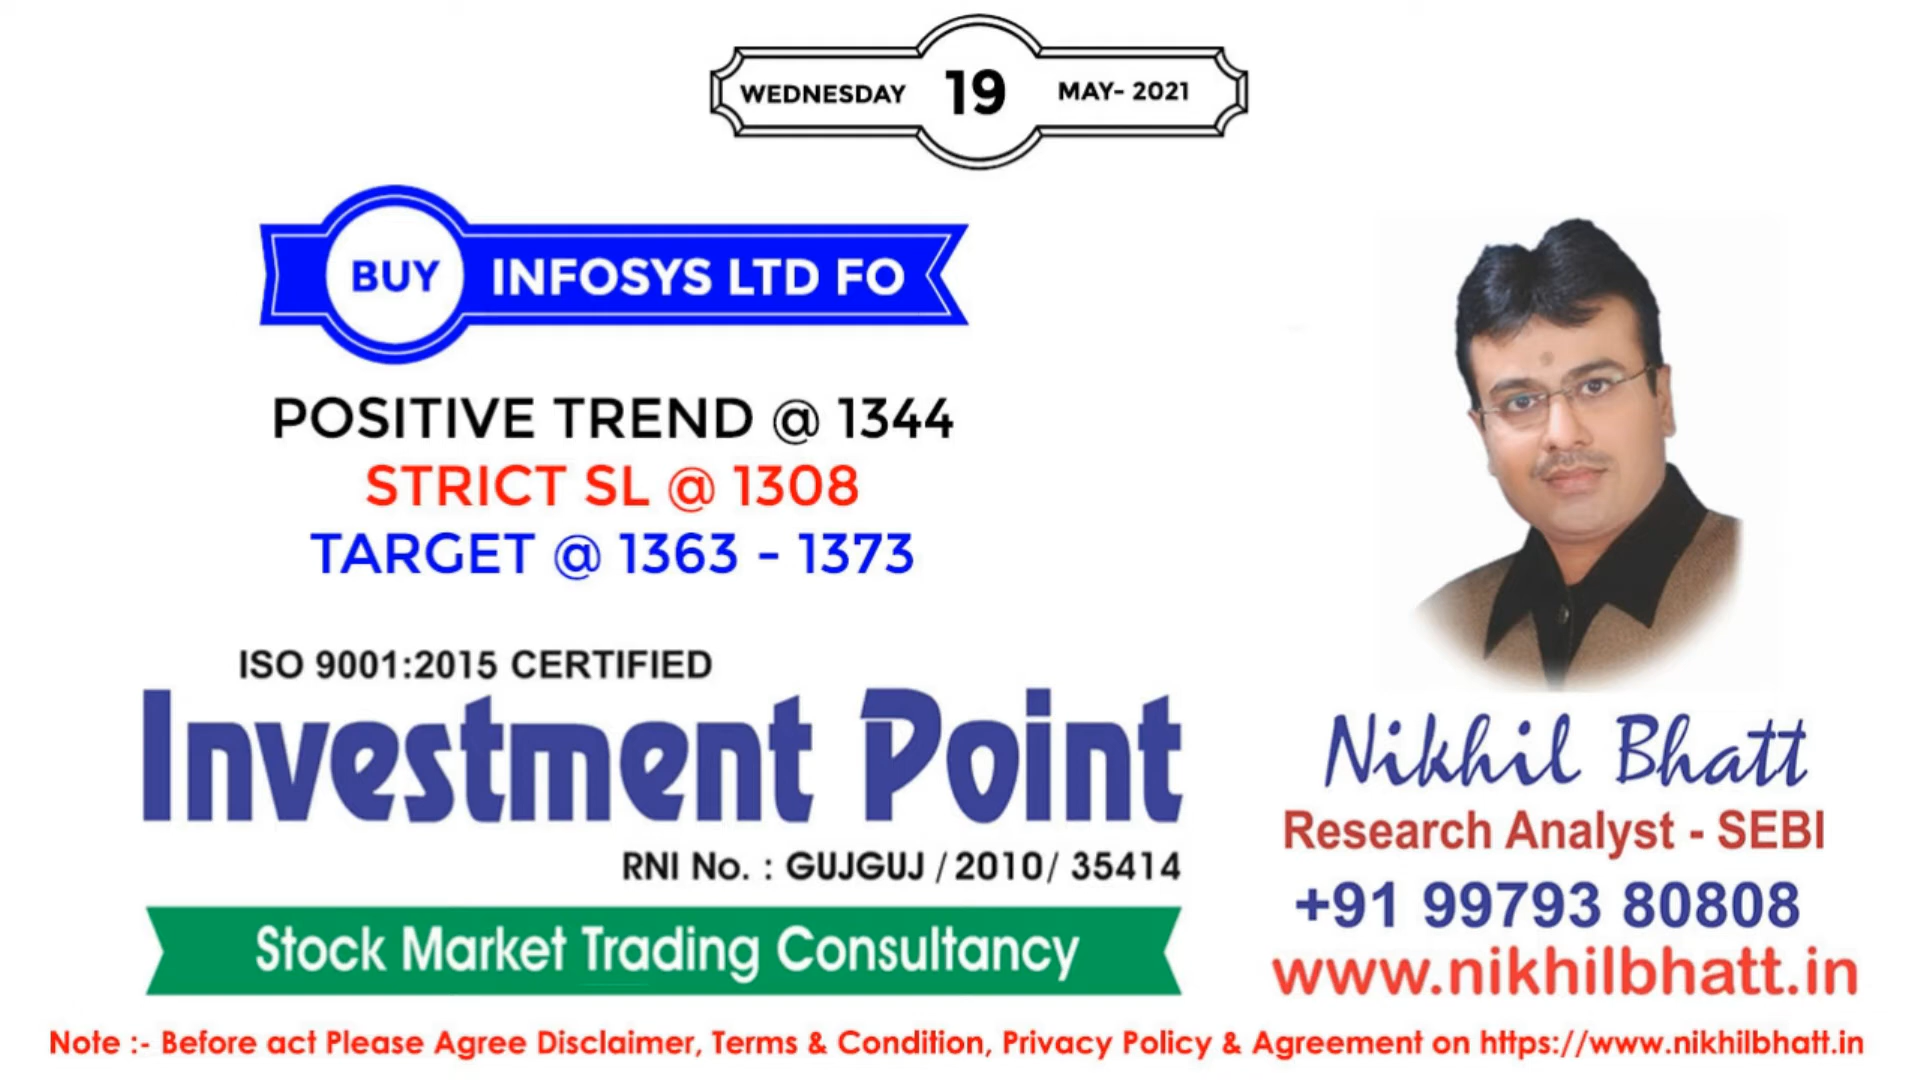 WEDNESDAY 19 MAY- 2021
BUY INFOSYS LTD FO
POSITIVE TREND @ 1344
STRICT SL @ 1308
TARGET @ 1363 - 1373
ISO 9001:2015 CERTIFIED
Investment Point
RNI No. : GUJGUJ / 2010/ 35414
Stock Market Trading Consultancy
Nikhil Bhatt
Research Analyst - SEBI
+91 99793 80808
www.nikhilbhatt.in
Note :- Before act Please Agree Disclaimer, Terms & Condition, Privacy Policy & Agreement on https://www.nikhilbhatt.in